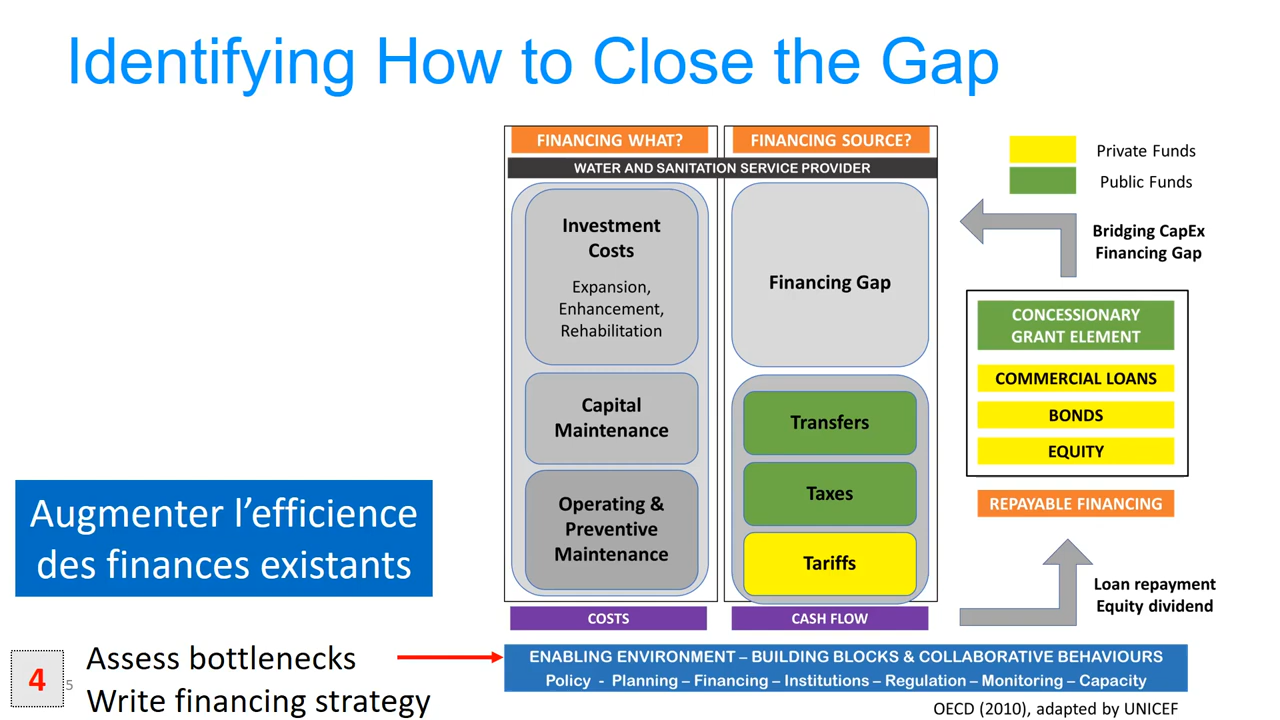 Identifying How to Close the Gap
FINANCING WHAT?
FINANCING SOURCE?
WATER AND SANITATION SERVICE PROVIDER
Investment
Costs
Expansion,
Enhancement,
Rehabilitation
Capital
Maintenance
Operating &
Preventive
Maintenance
COSTS
Financing Gap
Transfers
Taxes
Tariffs
CASH FLOW
Private Funds
Public Funds
Bridging CapEx
Financing Gap
CONCESSIONARY
GRANT ELEMENT
COMMERCIAL LOANS
BONDS
EQUITY
REPAYABLE FINANCING
Loan repayment
Equity dividend
Augmenter l’efficience
des finances existants
4
5
Assess bottlenecks
Write financing strategy
ENABLING ENVIRONMENT – BUILDING BLOCKS & COLLABORATIVE BEHAVIOURS
Policy - Planning – Financing – Institutions – Regulation – Monitoring – Capacity
OECD (2010), adapted by UNICEF